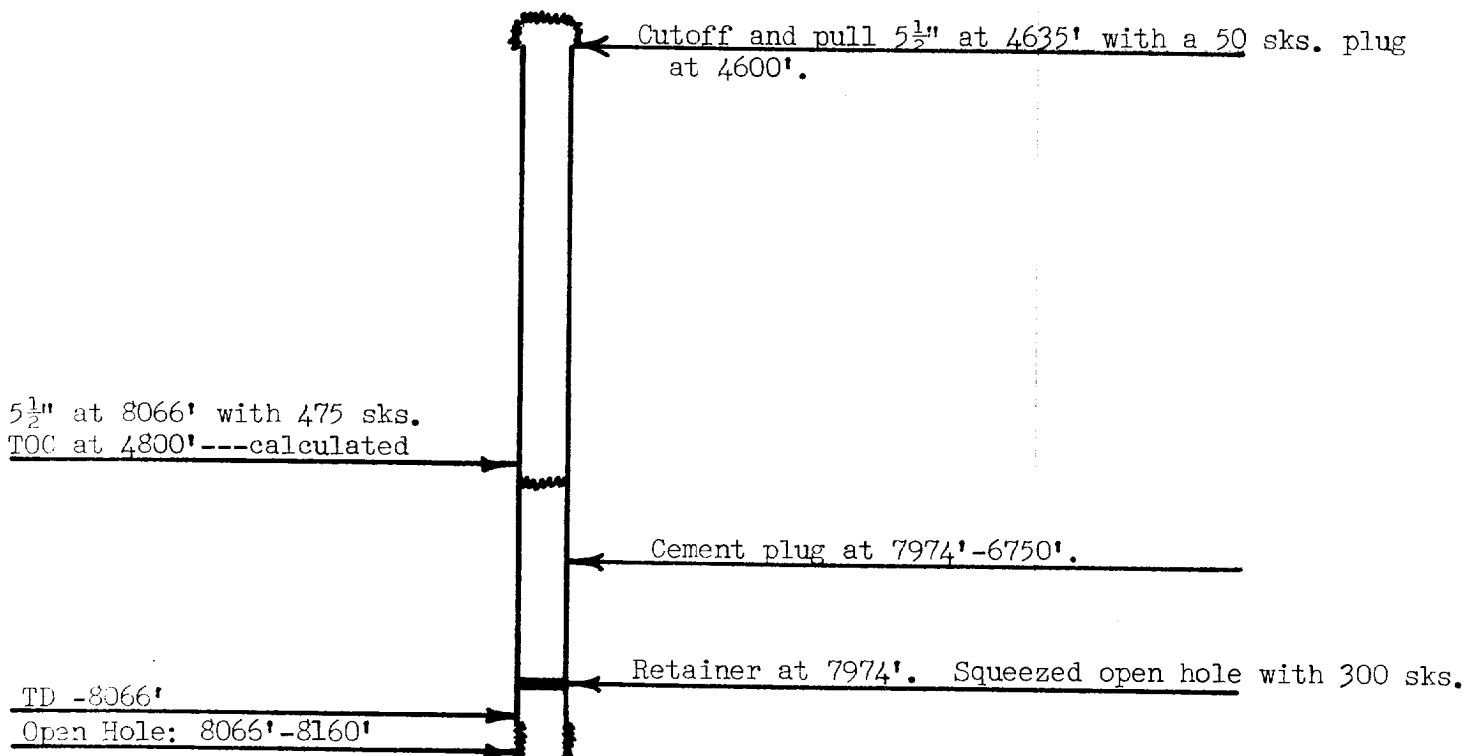 Cutoff and pull 5½" at 4635' with a 50 sks. plug
at 4600'.
5½" at 8066' with 475 sks.
TOC at 4800'---calculated
Cement plug at 7974'-6750'.
Retainer at 7974'. Squeezed open hole with 300 sks.
TD -8066'
Open Hole: 8066'-8160'